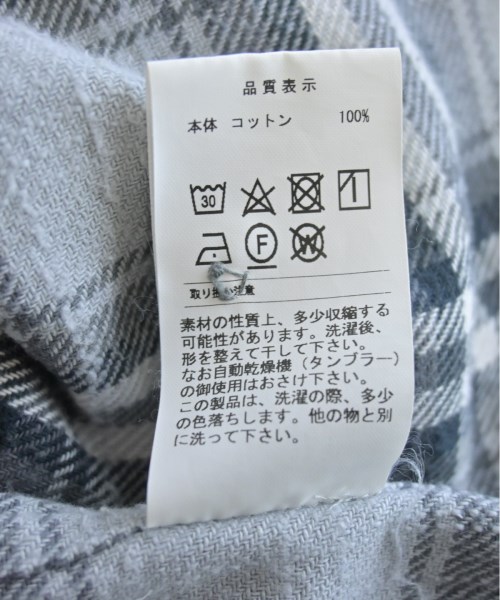 品質表示
本体 コットン 100%
30
F
W
取り扱い注意
素材の性質上、多少収縮する
可能性があります。洗濯後、
形を整えて干して下さい。
なお自動乾燥機（タンブラー）
の御使用はおさけ下さい。
この製品は、洗濯の際、多少
の色落ちします。他の物と別
に洗って下さい。